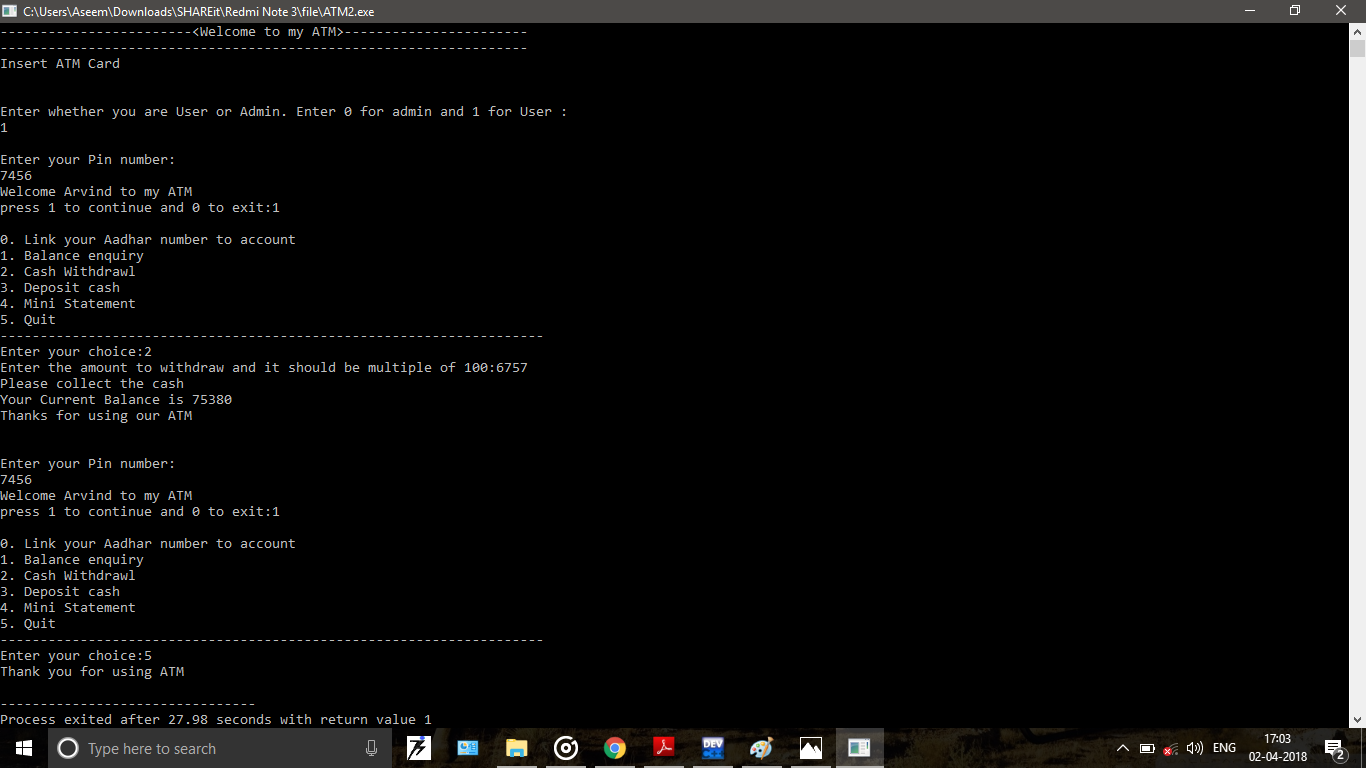 C:\Users\Aseem\Downloads\SHAREit\Redmi Note 3\file\ATM2.exe
------------------------<Welcome to my ATM>-----------------------
------------------------------------------------------------------
Insert ATM Card
Enter whether you are User or Admin. Enter 0 for admin and 1 for User :
1
Enter your Pin number:
7456
Welcome Arvind to my ATM
press 1 to continue and 0 to exit:1
0. Link your Aadhar number to account
1. Balance enquiry
2. Cash Withdrawl
3. Deposit cash
4. Mini Statement
5. Quit
--------------------------------------------------------------------
Enter your choice:2
Enter the amount to withdraw and it should be multiple of 100:6757
Please collect the cash
Your Current Balance is 75380
Thanks for using our ATM
Enter your Pin number:
7456
Welcome Arvind to my ATM
press 1 to continue and 0 to exit:1
0. Link your Aadhar number to account
1. Balance enquiry
2. Cash Withdrawl
3. Deposit cash
4. Mini Statement
5. Quit
--------------------------------------------------------------------
Enter your choice:5
Thank you for using ATM
--------------------------------
Process exited after 27.98 seconds with return value 1
Type here to search
DEV
ENG
17:03
02-04-2018
2